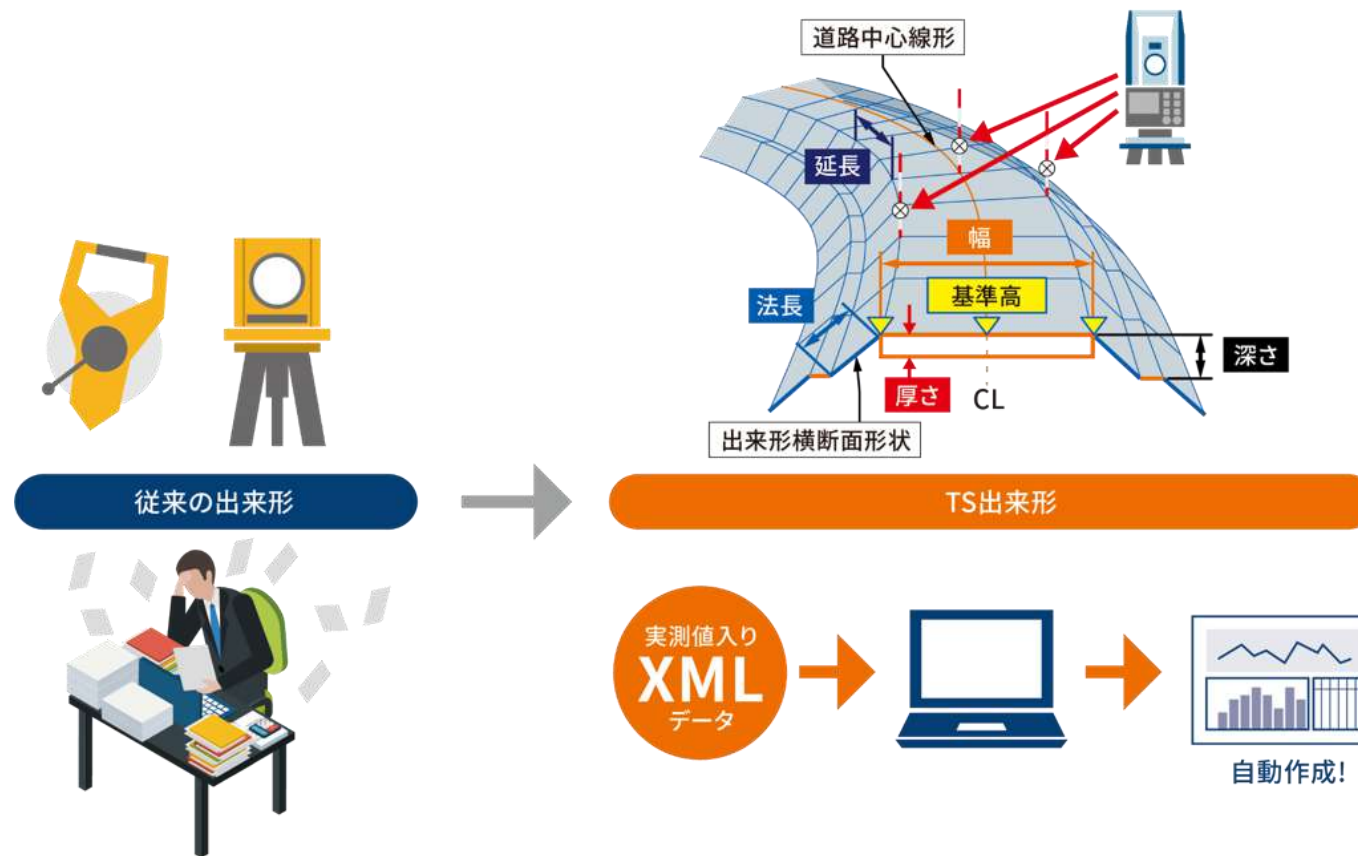 道路中心線形
延長
幅
法長
基準高
深さ
厚さ
CL
出来形横断面形状
従来の出来形
TS出来形
実測値入り
XML
データ
自動作成!